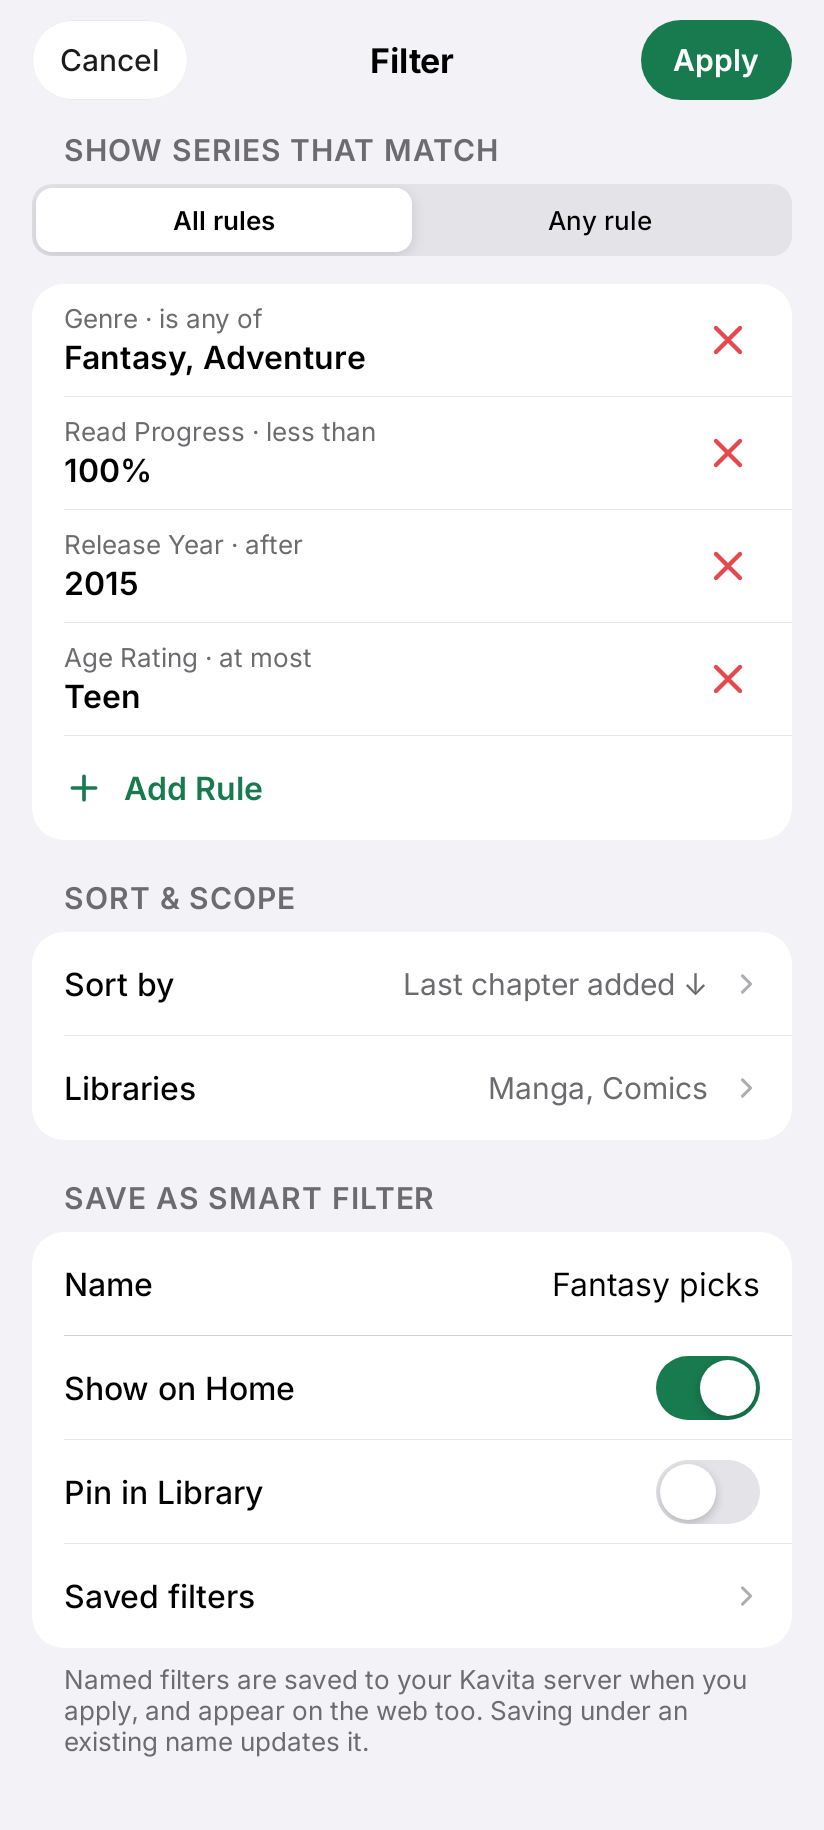 Cancel
Filter
Apply
SHOW SERIES THAT MATCH
All rules
Any rule
Genre · is any of
Fantasy, Adventure
Read Progress · less than
100%
Release Year · after
2015
Age Rating · at most
Teen
Add Rule
SORT & SCOPE
Sort by
Last chapter added ↓
Libraries
Manga, Comics
SAVE AS SMART FILTER
Name
Fantasy picks
Show on Home
Pin in Library
Saved filters
Named filters are saved to your Kavita server when you
apply, and appear on the web too. Saving under an
existing name updates it.